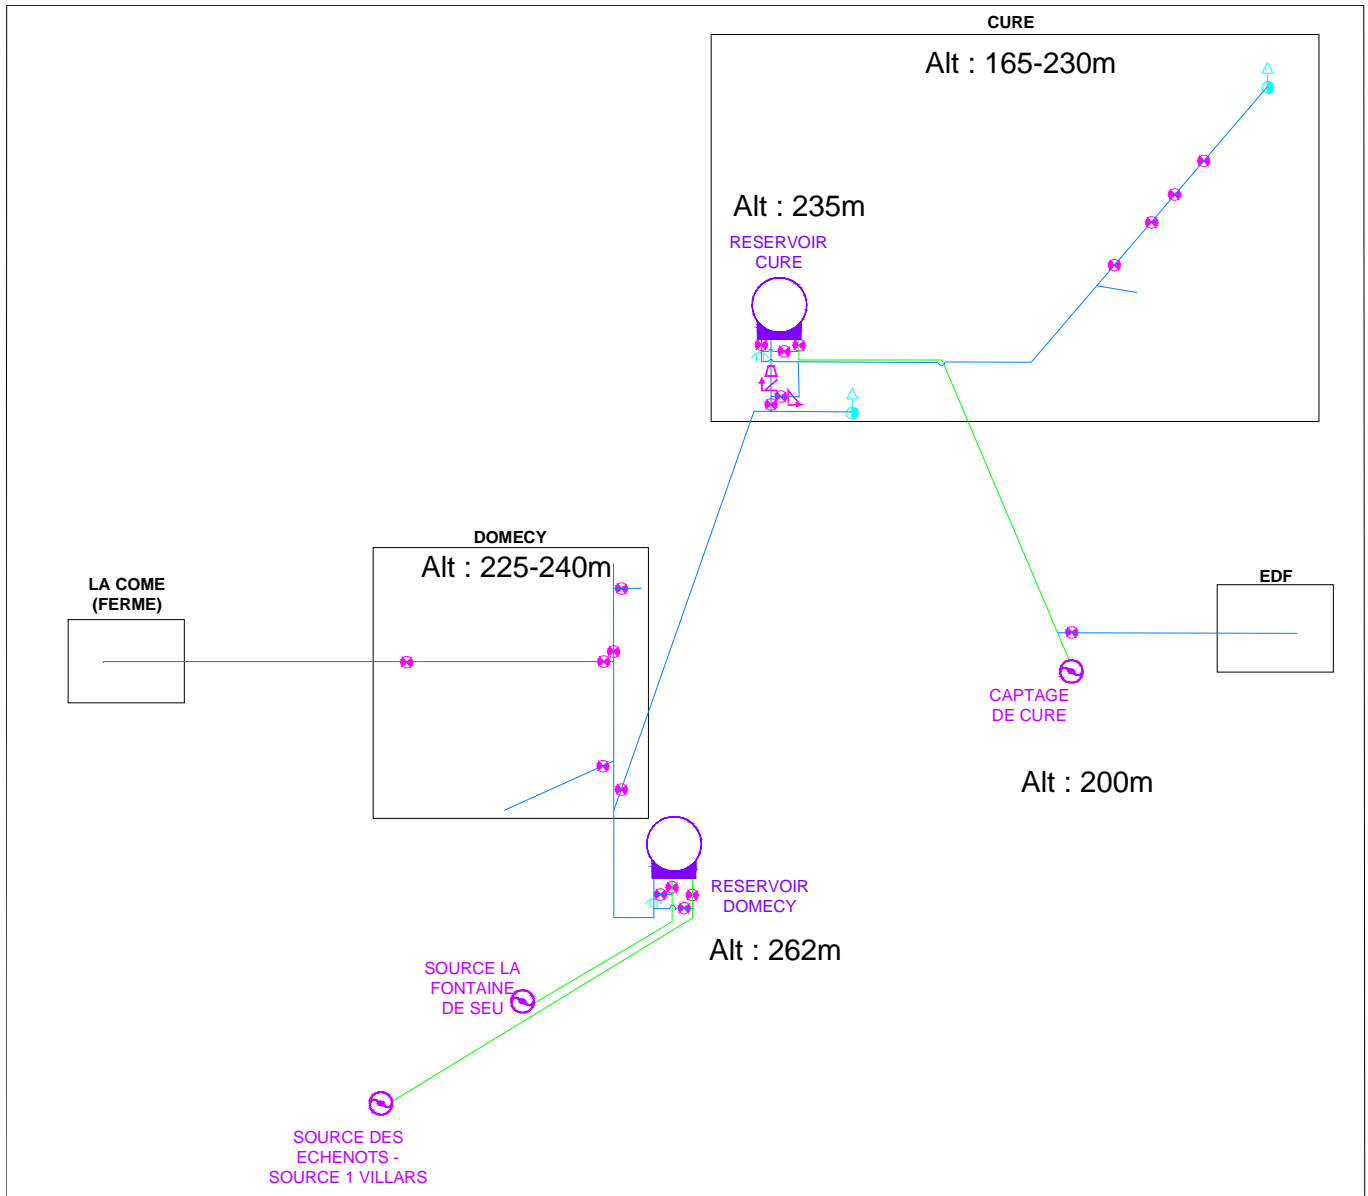 CURE
Alt : 165-230m
Alt : 235m
RESERVOIR
CURE
DOMECY
Alt : 225-240m
LA COME
(FERME)
EDF
CAPTAGE
DE CURE
Alt : 200m
RESERVOIR
DOMECY
Alt : 262m
SOURCE LA
FONTAINE
DE SEU
SOURCE DES
ECHENOTS -
SOURCE 1 VILLARS